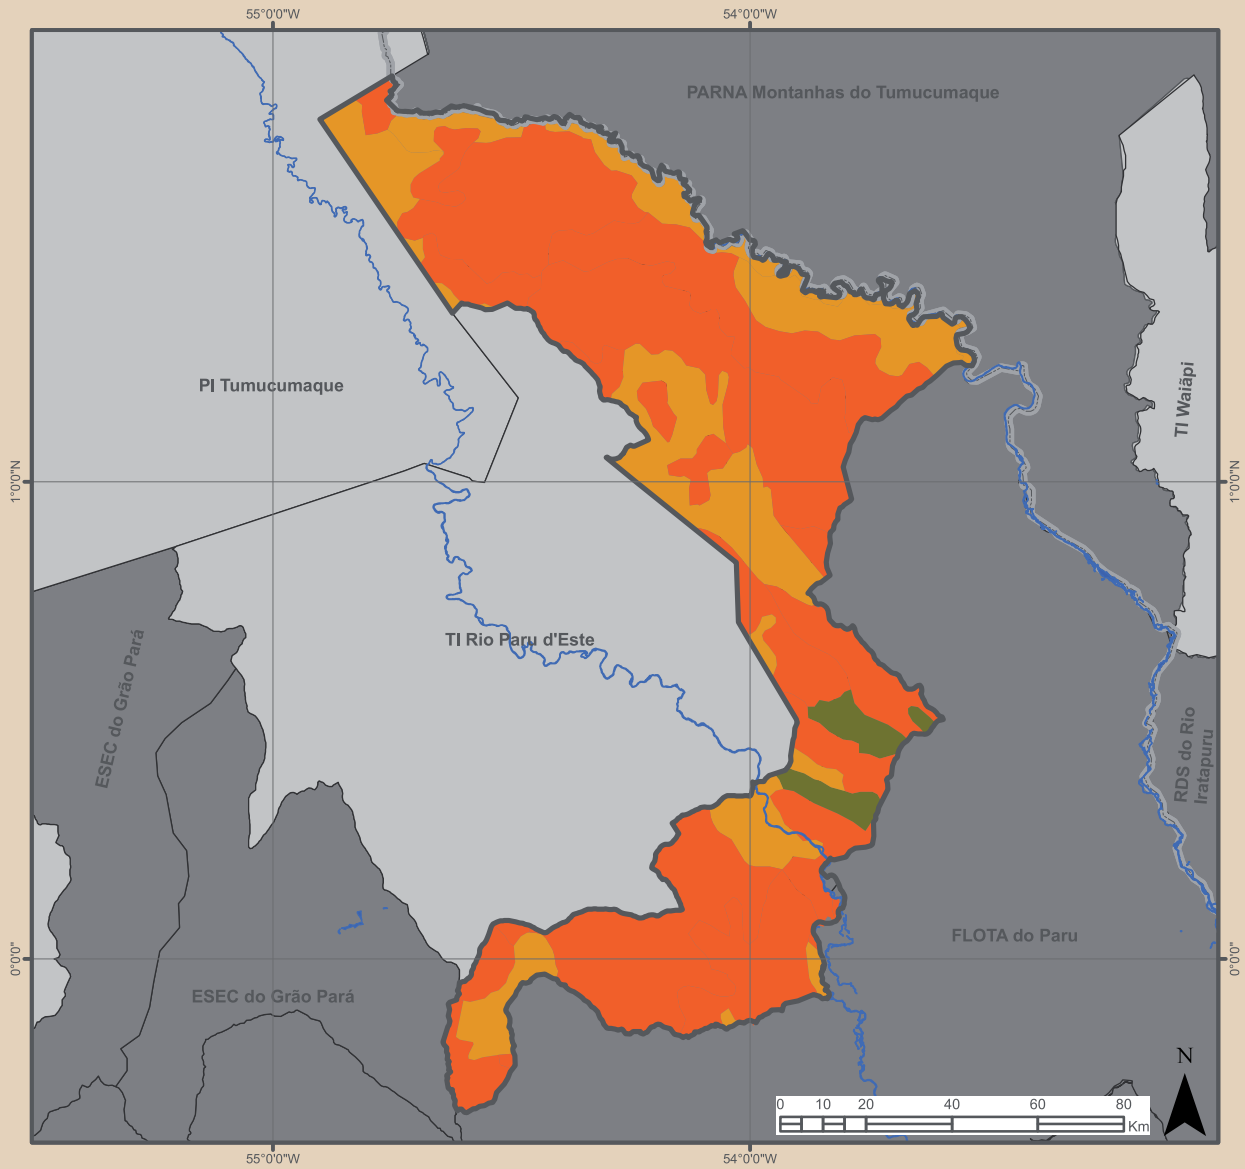 55°0'0"W
54°0'0"W
PARNA Montanhas do Tumucumaque
PI Tumucumaque
TI Waiãpi
1°0'0"N
1°0'0"N
TI Rio Paru d'Este
ESEC do Grão Pará
RDS do Rio
Iratapuru
FLOTA do Paru
0°0'0"
0°0'0"
ESEC do Grão Pará
N
0 10 20 40 60 80
Km
55°0'0"W
54°0'0"W